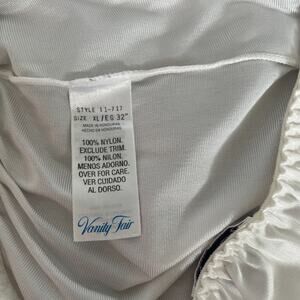 STYLE 11-717
SIZE XL/EG 32"
MADE IN HONDURAS
HECHO EN HONDURAS
100% NYLON.
EXCLUDE TRIM.
100% NILON.
MENOS ADORNO.
OVER FOR CARE.
VER CUIDADO
AL DORSO.
Vanity Fair